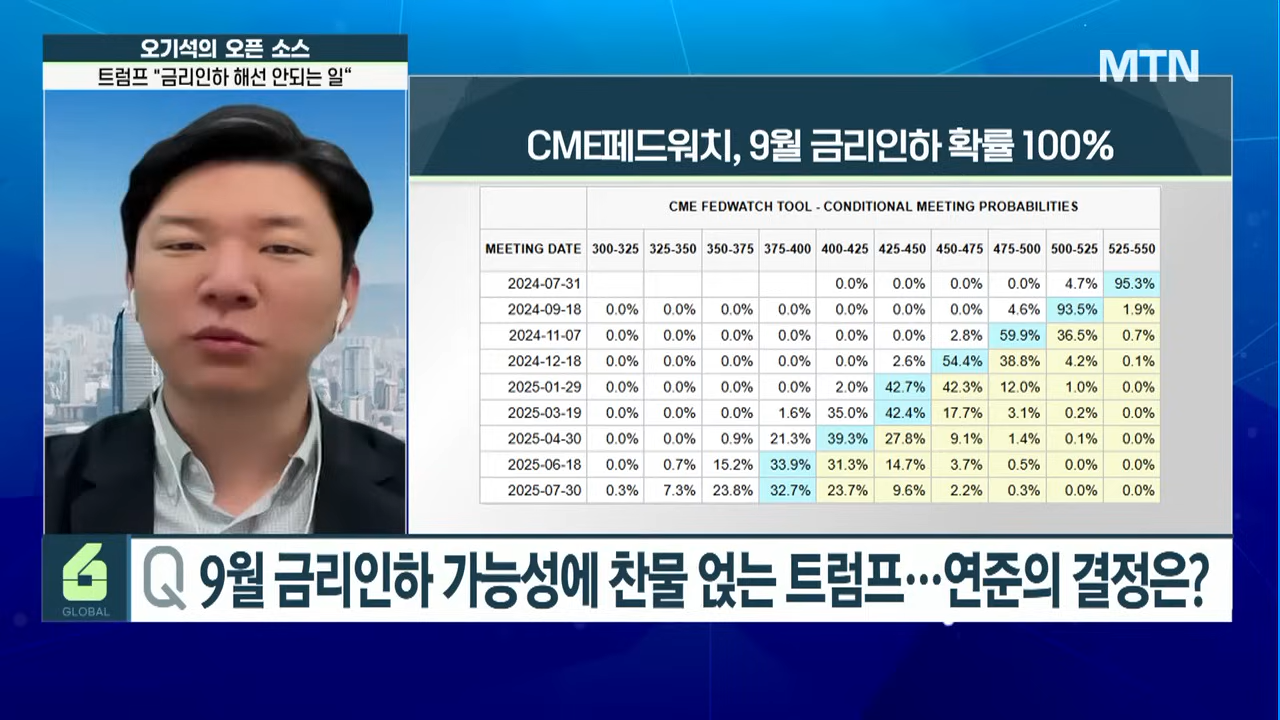 오기석의 오픈 소스
트럼프 "금리인하 해선 안되는 일“
MTN
CME페드워치, 9월 금리인하 확률 100%
CME FEDWATCH TOOL - CONDITIONAL MEETING PROBABILITIES
MEETING DATE 300-325 325-350 350-375 375-400 400-425 425-450 450-475 475-500 500-525 525-550
2024-07-31 0.0% 0.0% 0.0% 0.0% 4.7% 95.3%
2024-09-18 0.0% 0.0% 0.0% 0.0% 0.0% 0.0% 0.0% 4.6% 93.5% 1.9%
2024-11-07 0.0% 0.0% 0.0% 0.0% 0.0% 0.0% 2.8% 59.9% 36.5% 0.7%
2024-12-18 0.0% 0.0% 0.0% 0.0% 0.0% 2.6% 54.4% 38.8% 4.2% 0.1%
2025-01-29 0.0% 0.0% 0.0% 0.0% 2.0% 42.7% 42.3% 12.0% 1.0% 0.0%
2025-03-19 0.0% 0.0% 0.0% 1.6% 35.0% 42.4% 17.7% 3.1% 0.2% 0.0%
2025-04-30 0.0% 0.0% 0.9% 21.3% 39.3% 27.8% 9.1% 1.4% 0.1% 0.0%
2025-06-18 0.0% 0.7% 15.2% 33.9% 31.3% 14.7% 3.7% 0.5% 0.0% 0.0%
2025-07-30 0.3% 7.3% 23.8% 32.7% 23.7% 9.6% 2.2% 0.3% 0.0% 0.0%
GLOBAL
Q 9월 금리인하 가능성에 찬물 얹는 트럼프…연준의 결정은?